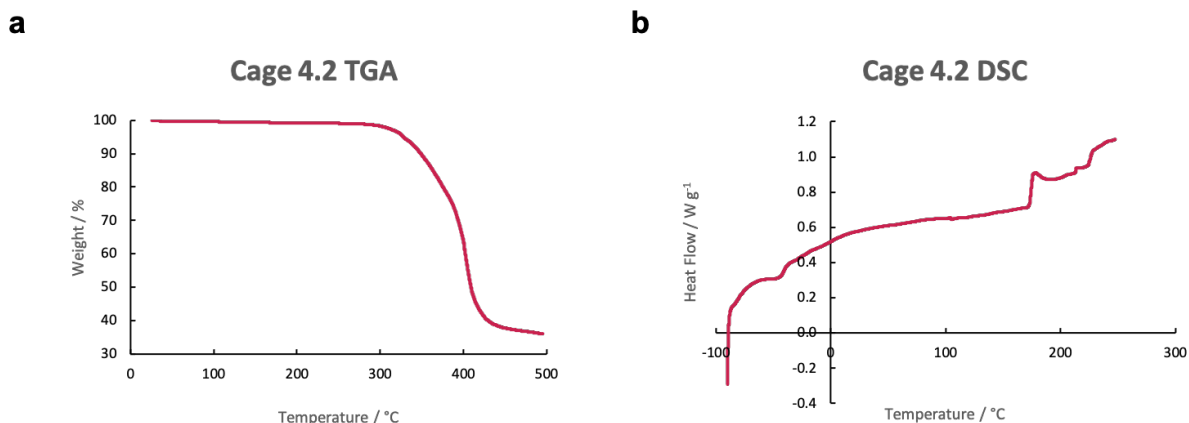 a
Cage 4.2 TGA
100
90
80
70
60
50
40
30
0 100 200 300 400 500
Weight / %
Temperature / °C
b
Cage 4.2 DSC
1.2
1.0
0.8
0.6
0.4
0.2
0.0
-0.2
-0.4
-100 0 100 200 300
Heat Flow / W g⁻¹
Temperature / °C